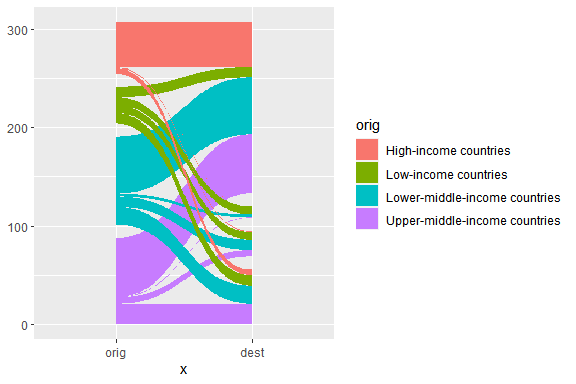 300
200
100
0
orig
dest
x
orig
High-income countries
Low-income countries
Lower-middle-income countries
Upper-middle-income countries